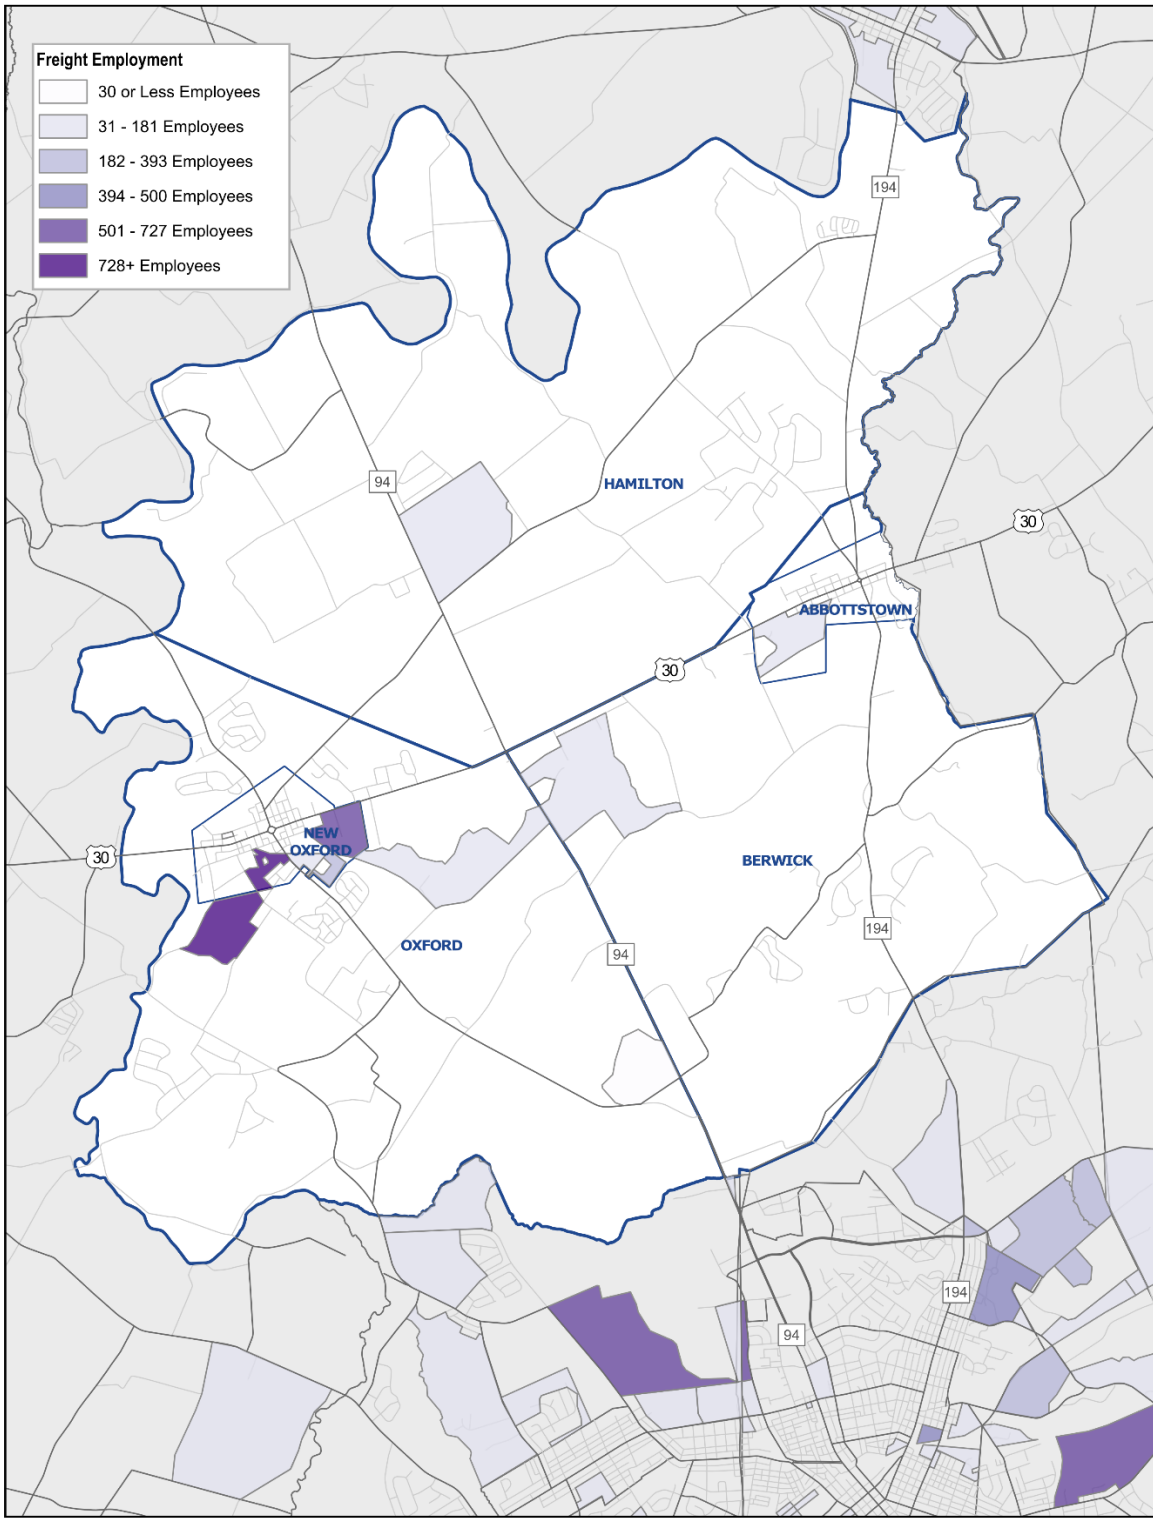 Freight Employment
30 or Less Employees
31 - 181 Employees
182 - 393 Employees
394 - 500 Employees
501 - 727 Employees
728+ Employees
194
94
HAMILTON
30
ABBOTTSTOWN
30
NEW
OXFORD
30
BERWICK
194
OXFORD
94
194
94